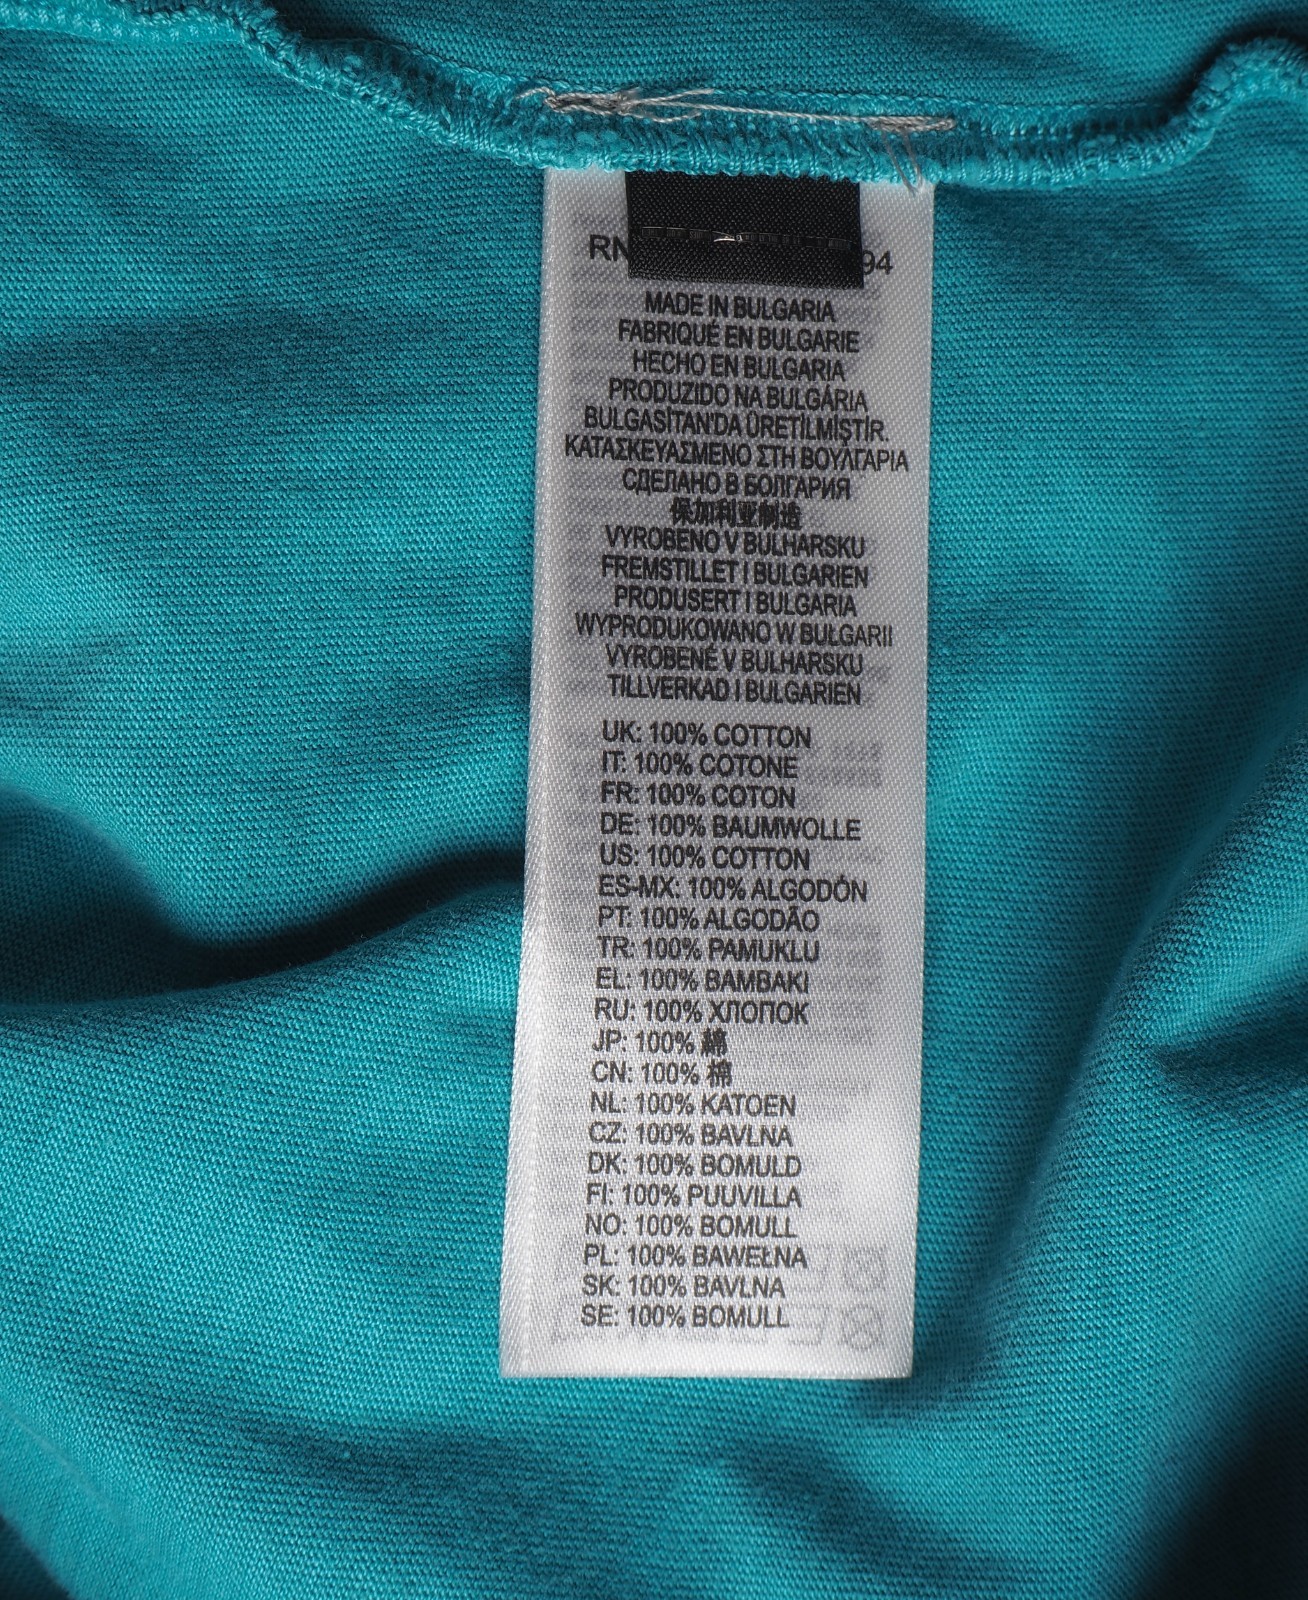 RN 94
MADE IN BULGARIA
FABRIQUÉ EN BULGARIE
HECHO EN BULGARIA
PRODUZIDO NA BULGÁRIA
BULGASİTAN'DA ÜRETİLMİŞTİR.
ΚΑΤΑΣΚΕΥΑΣΜΕΝΟ ΣΤΗ ΒΟΥΛΓΑΡΙΑ
СДЕЛАНО В БОЛГАРИЯ
保加利亚制造
VYROBENO V BULHARSKU
FREMSTILLET I BULGARIEN
PRODUSERT I BULGARIA
WYPRODUKOWANO W BUŁGARII
VYROBENÉ V BULHARSKU
TILLVERKAD I BULGARIEN
UK: 100% COTTON
IT: 100% COTONE
FR: 100% COTON
DE: 100% BAUMWOLLE
US: 100% COTTON
ES-MX: 100% ALGODÓN
PT: 100% ALGODÃO
TR: 100% PAMUKLU
EL: 100% ΒΑΜΒΑΚΙ
RU: 100% ХЛОПОК
JP: 100% 綿
CN: 100% 棉
NL: 100% KATOEN
CZ: 100% BAVLNA
DK: 100% BOMULD
FI: 100% PUUVILLA
NO: 100% BOMULL
PL: 100% BAWEŁNA
SK: 100% BAVLNA
SE: 100% BOMULL